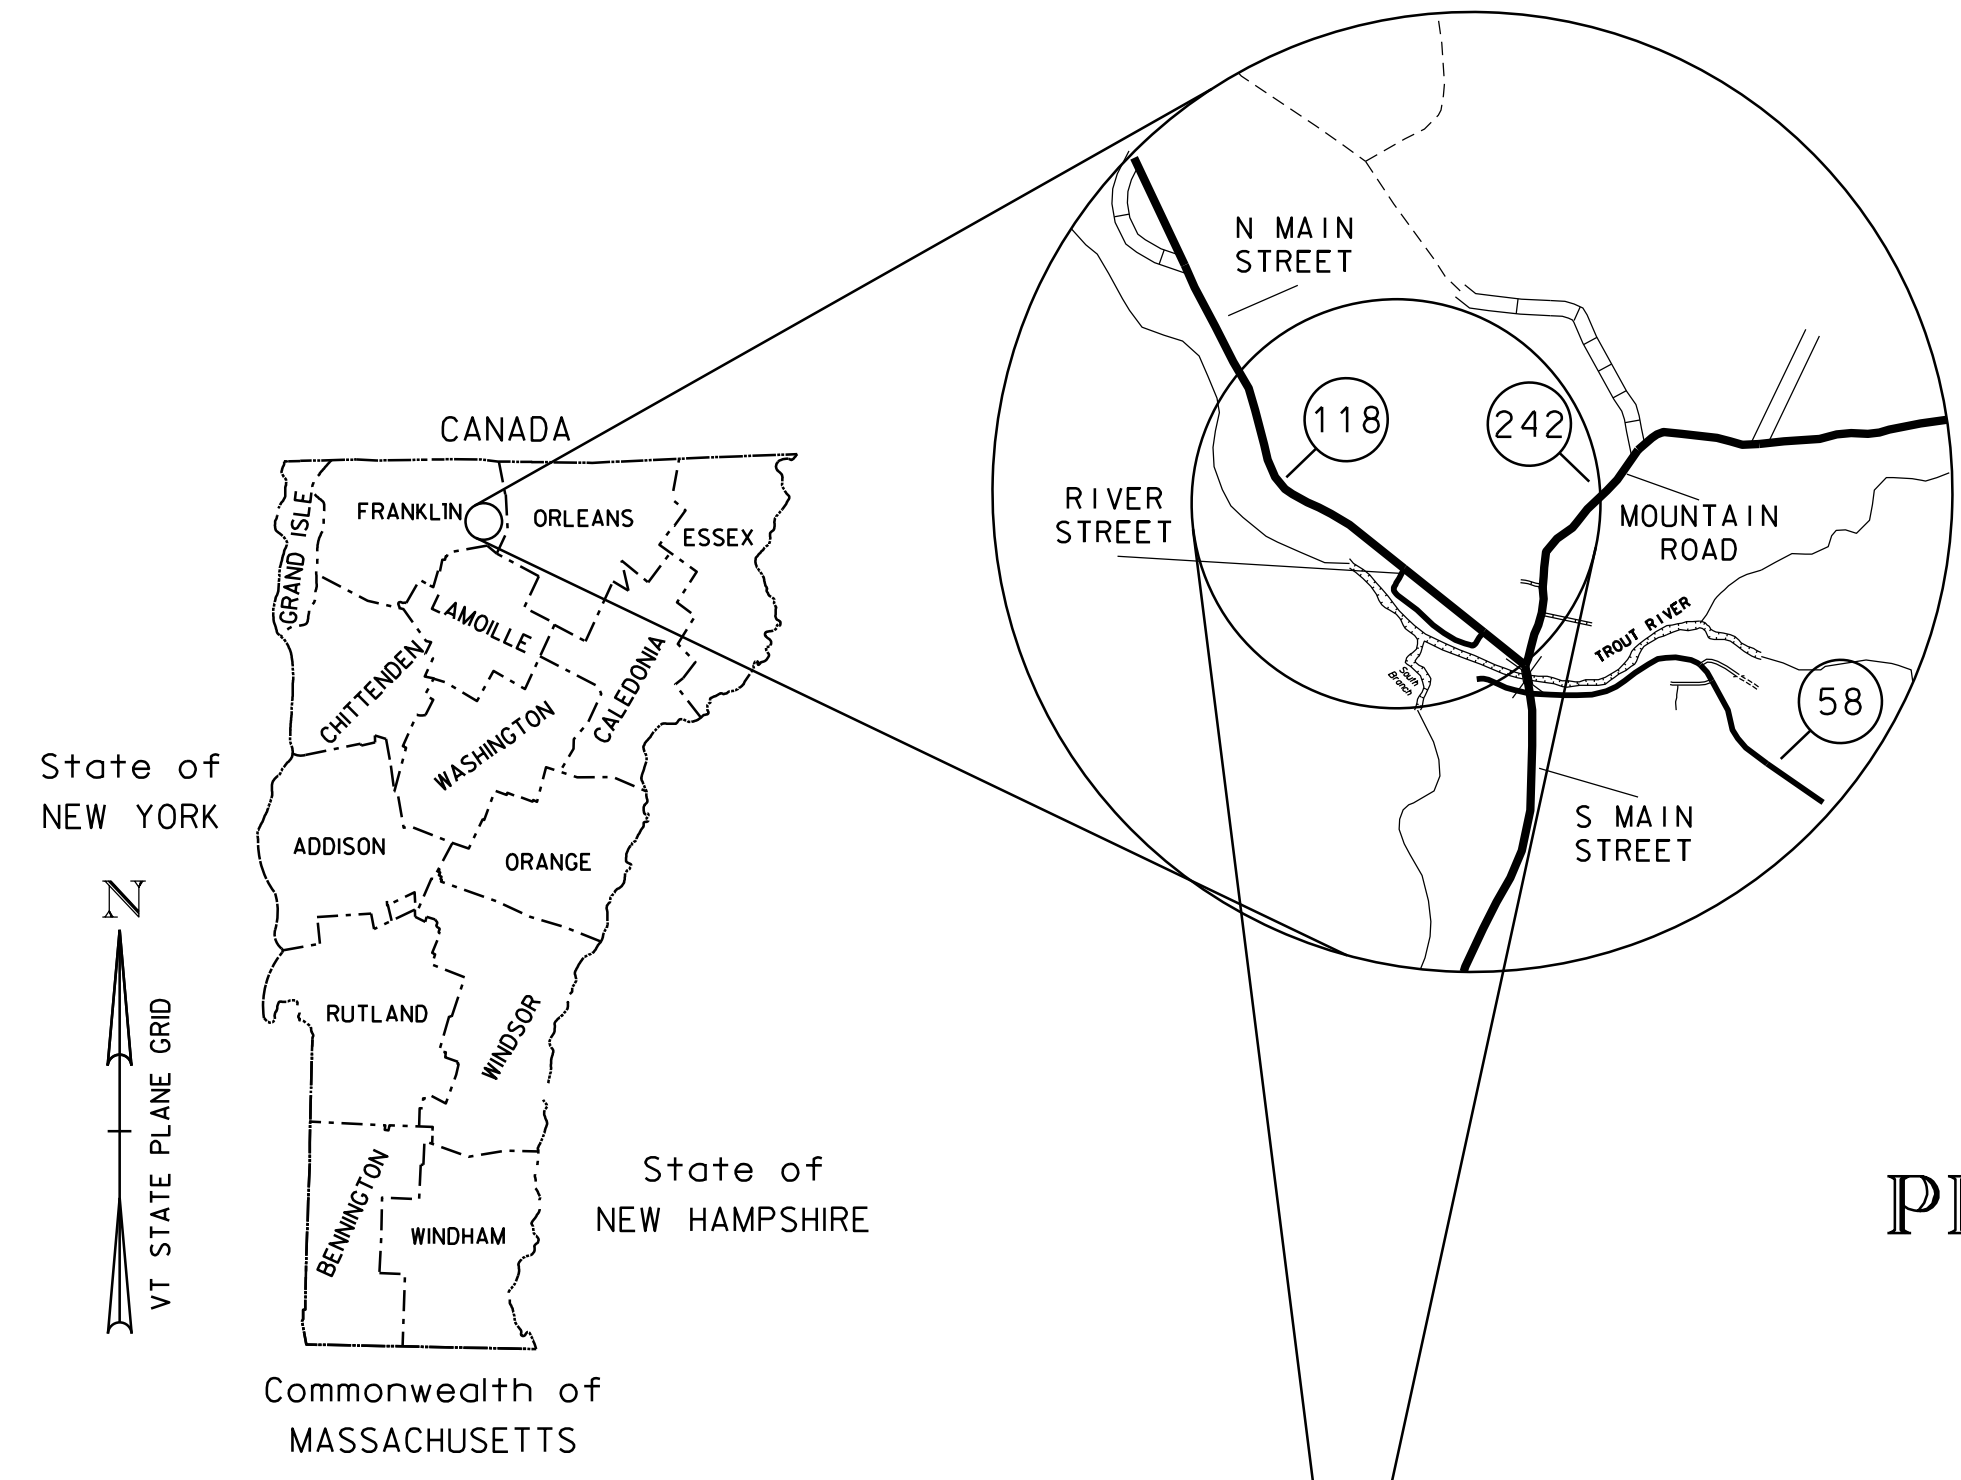 N MAIN
STREET
118
242
CANADA
RIVER
STREET
MOUNTAIN
ROAD
FRANKLIN
ORLEANS
ESSEX
GRAND ISLE
LAMOILLE
TROUT RIVER
South
Branch
58
CHITTENDEN
CALEDONIA
WASHINGTON
State of
NEW YORK
S MAIN
STREET
ADDISON
ORANGE
N
RUTLAND
WINDSOR
VT STATE PLANE GRID
State of
NEW HAMPSHIRE
BENNINGTON
WINDHAM
Commonwealth of
MASSACHUSETTS